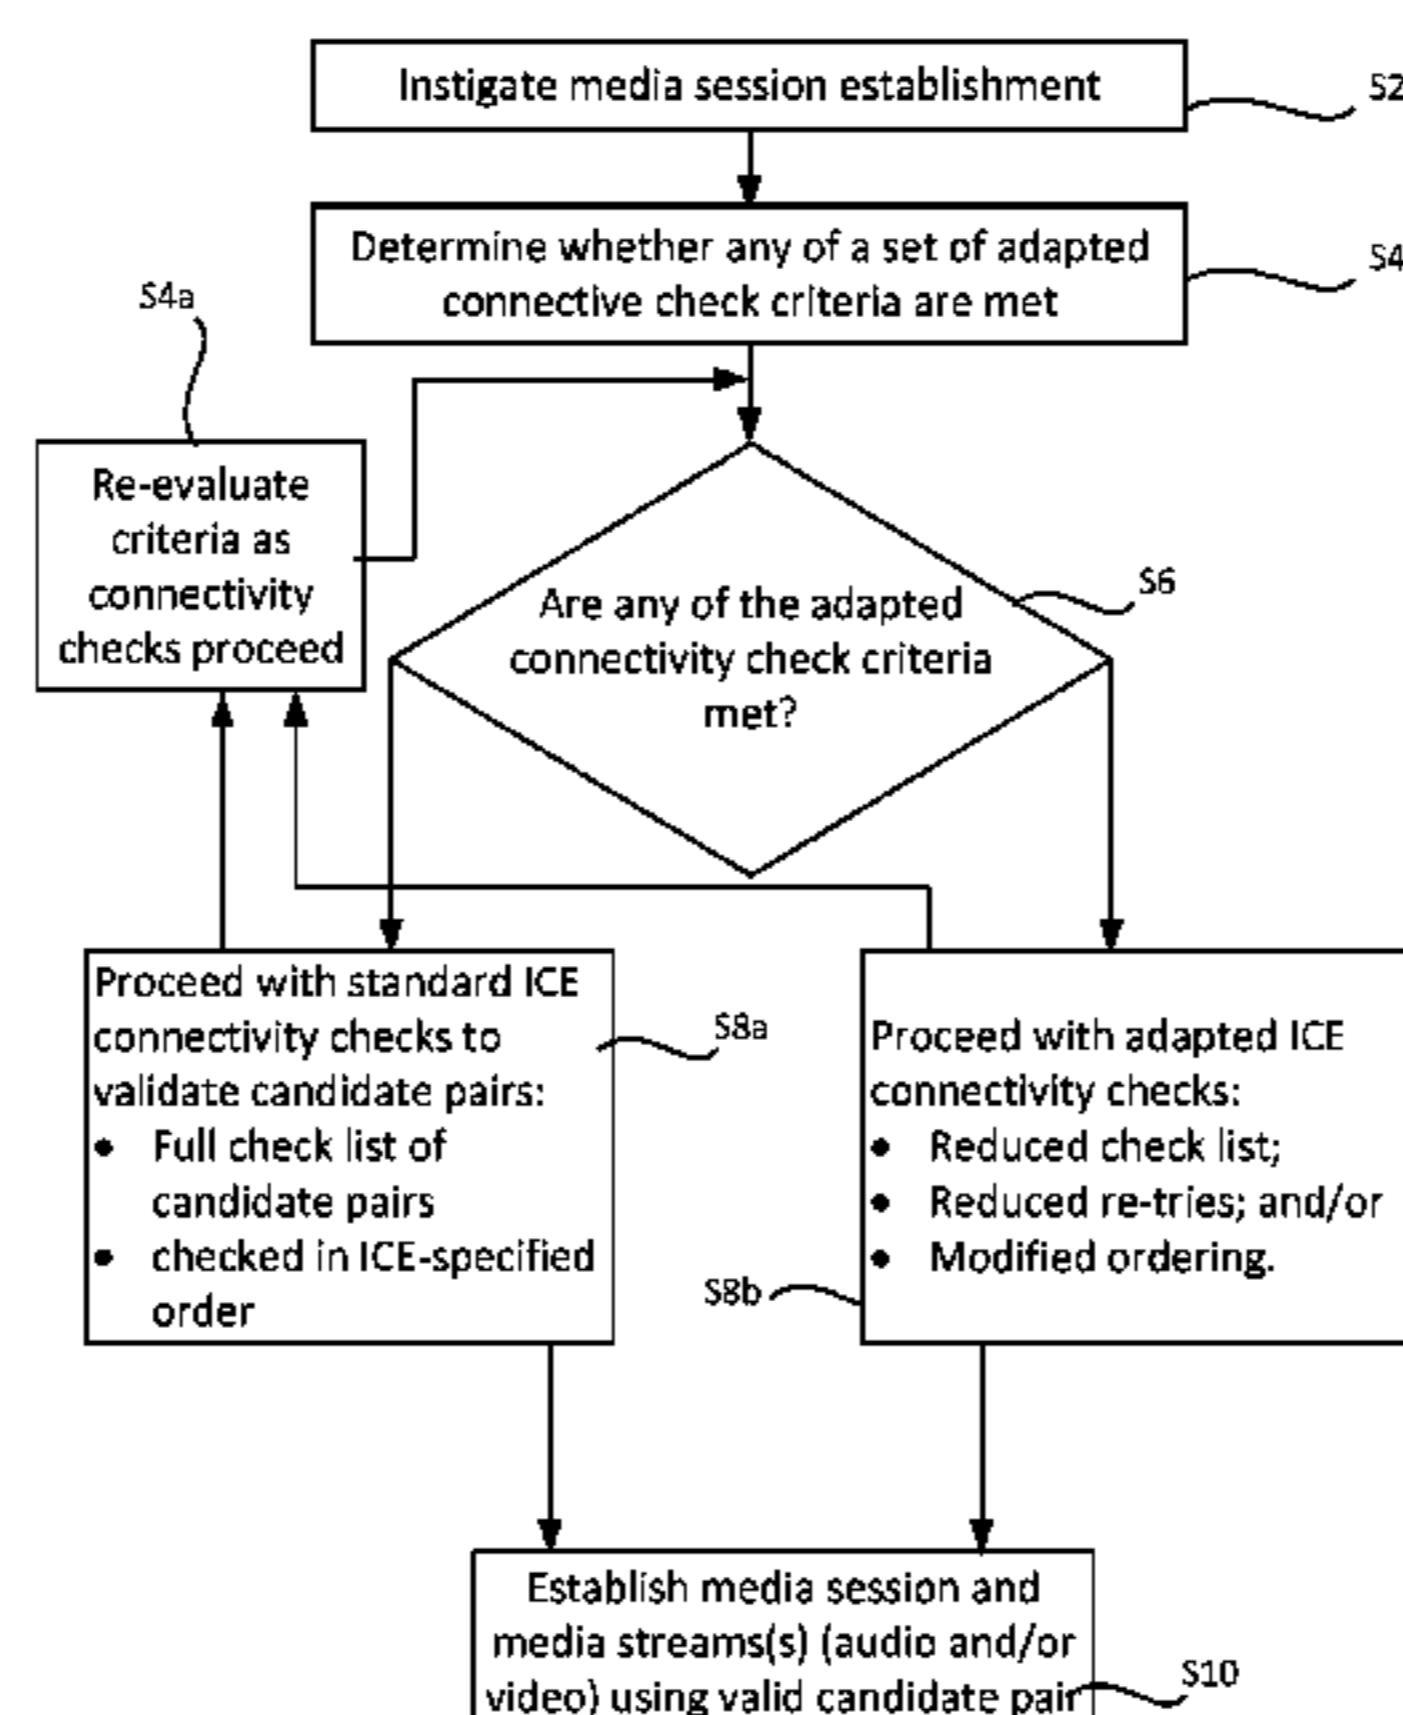 Instigate media session establishment
S2
Determine whether any of a set of adapted
connective check criteria are met
S4
S4a
Re-evaluate
criteria as
connectivity
checks proceed
Are any of the adapted
connectivity check criteria
met?
S6
Proceed with standard ICE
connectivity checks to
validate candidate pairs:
• Full check list of
candidate pairs
• checked in ICE-specified
order
S8a
Proceed with adapted ICE
connectivity checks:
• Reduced check list;
• Reduced re-tries; and/or
• Modified ordering.
S8b
Establish media session and
media streams(s) (audio and/or
video) using valid candidate pair
S10